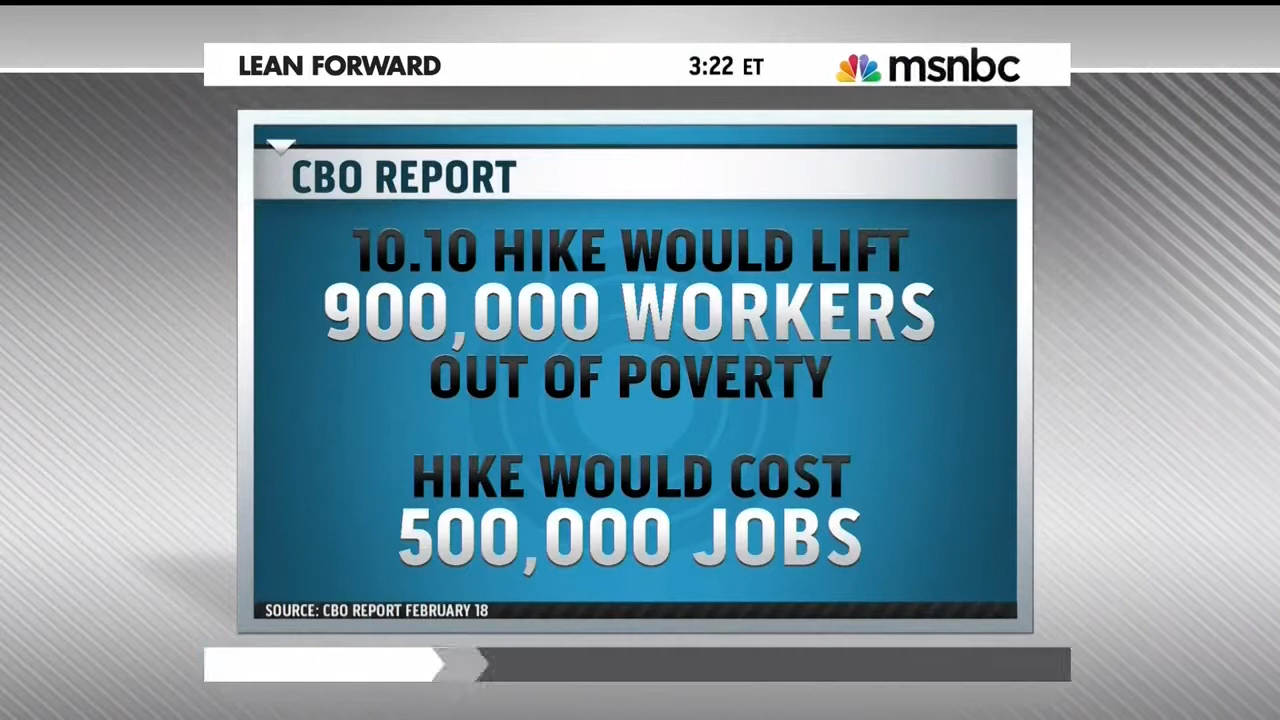 LEAN FORWARD
3:22 ET
msnbc
CBO REPORT
10.10 HIKE WOULD LIFT
900,000 WORKERS
OUT OF POVERTY
HIKE WOULD COST
500,000 JOBS
SOURCE: CBO REPORT FEBRUARY 18